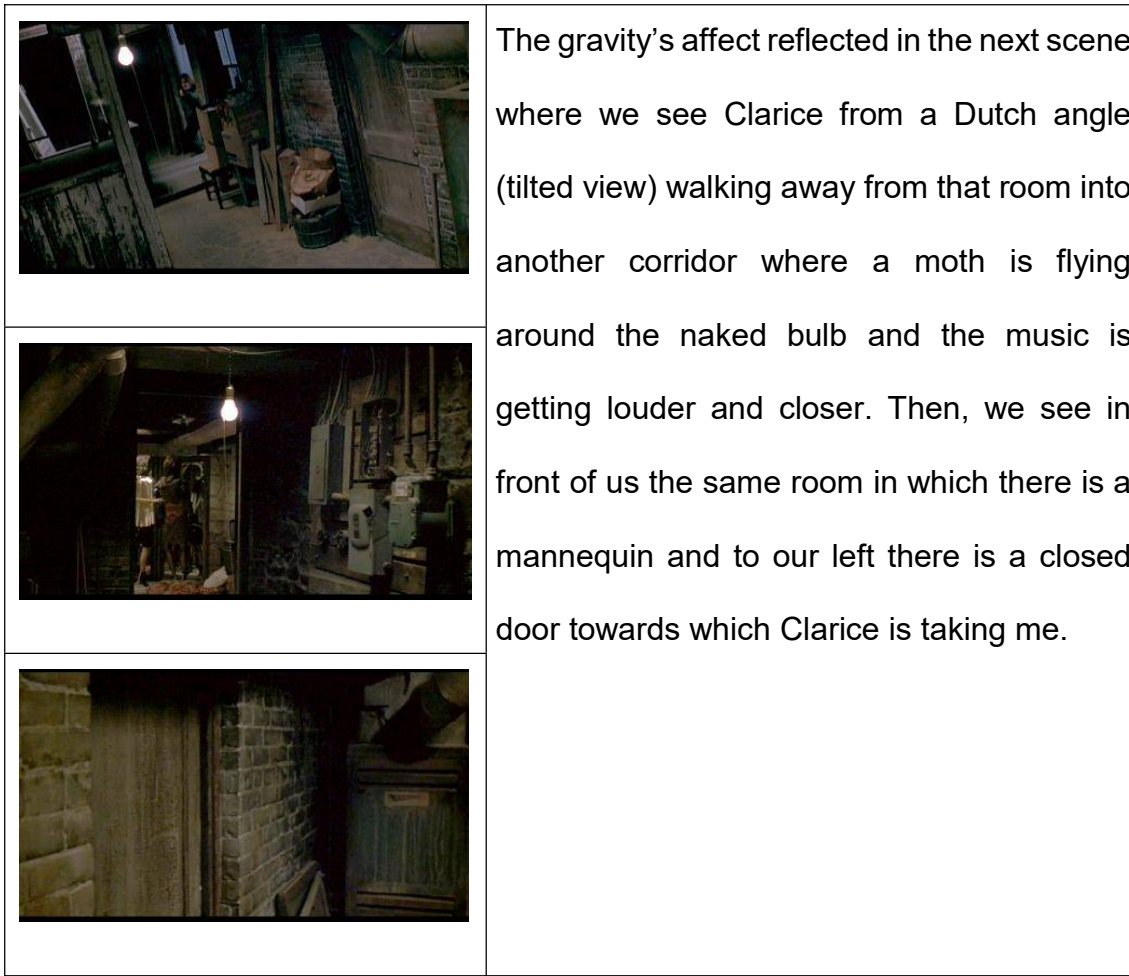 The gravity’s affect reflected in the next scene
where we see Clarice from a Dutch angle
(tilted view) walking away from that room into
another corridor where a moth is flying
around the naked bulb and the music is
getting louder and closer. Then, we see in
front of us the same room in which there is a
mannequin and to our left there is a closed
door towards which Clarice is taking me.